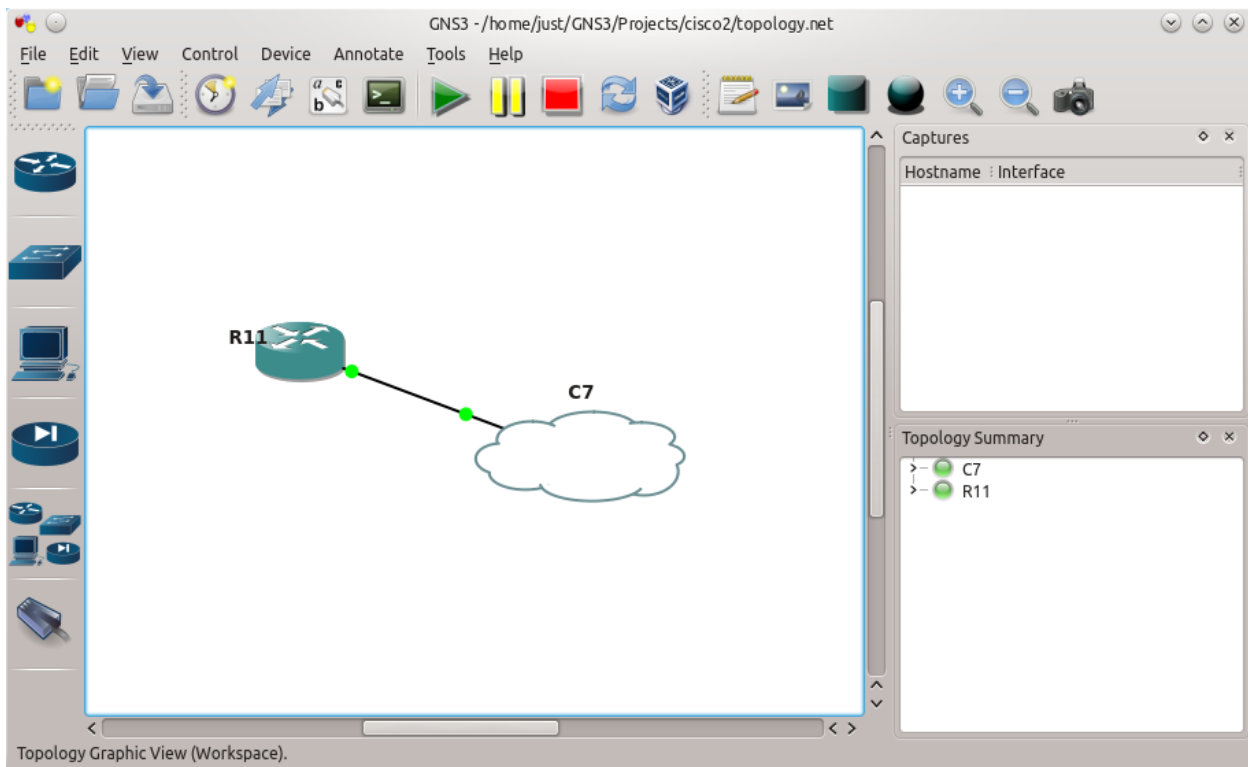 GNS3 - /home/just/GNS3/Projects/cisco2/topology.net
File Edit View Control Device Annotate Tools Help
Captures
Hostname Interface
R11
C7
Topology Summary
C7
R11
Topology Graphic View (Workspace).